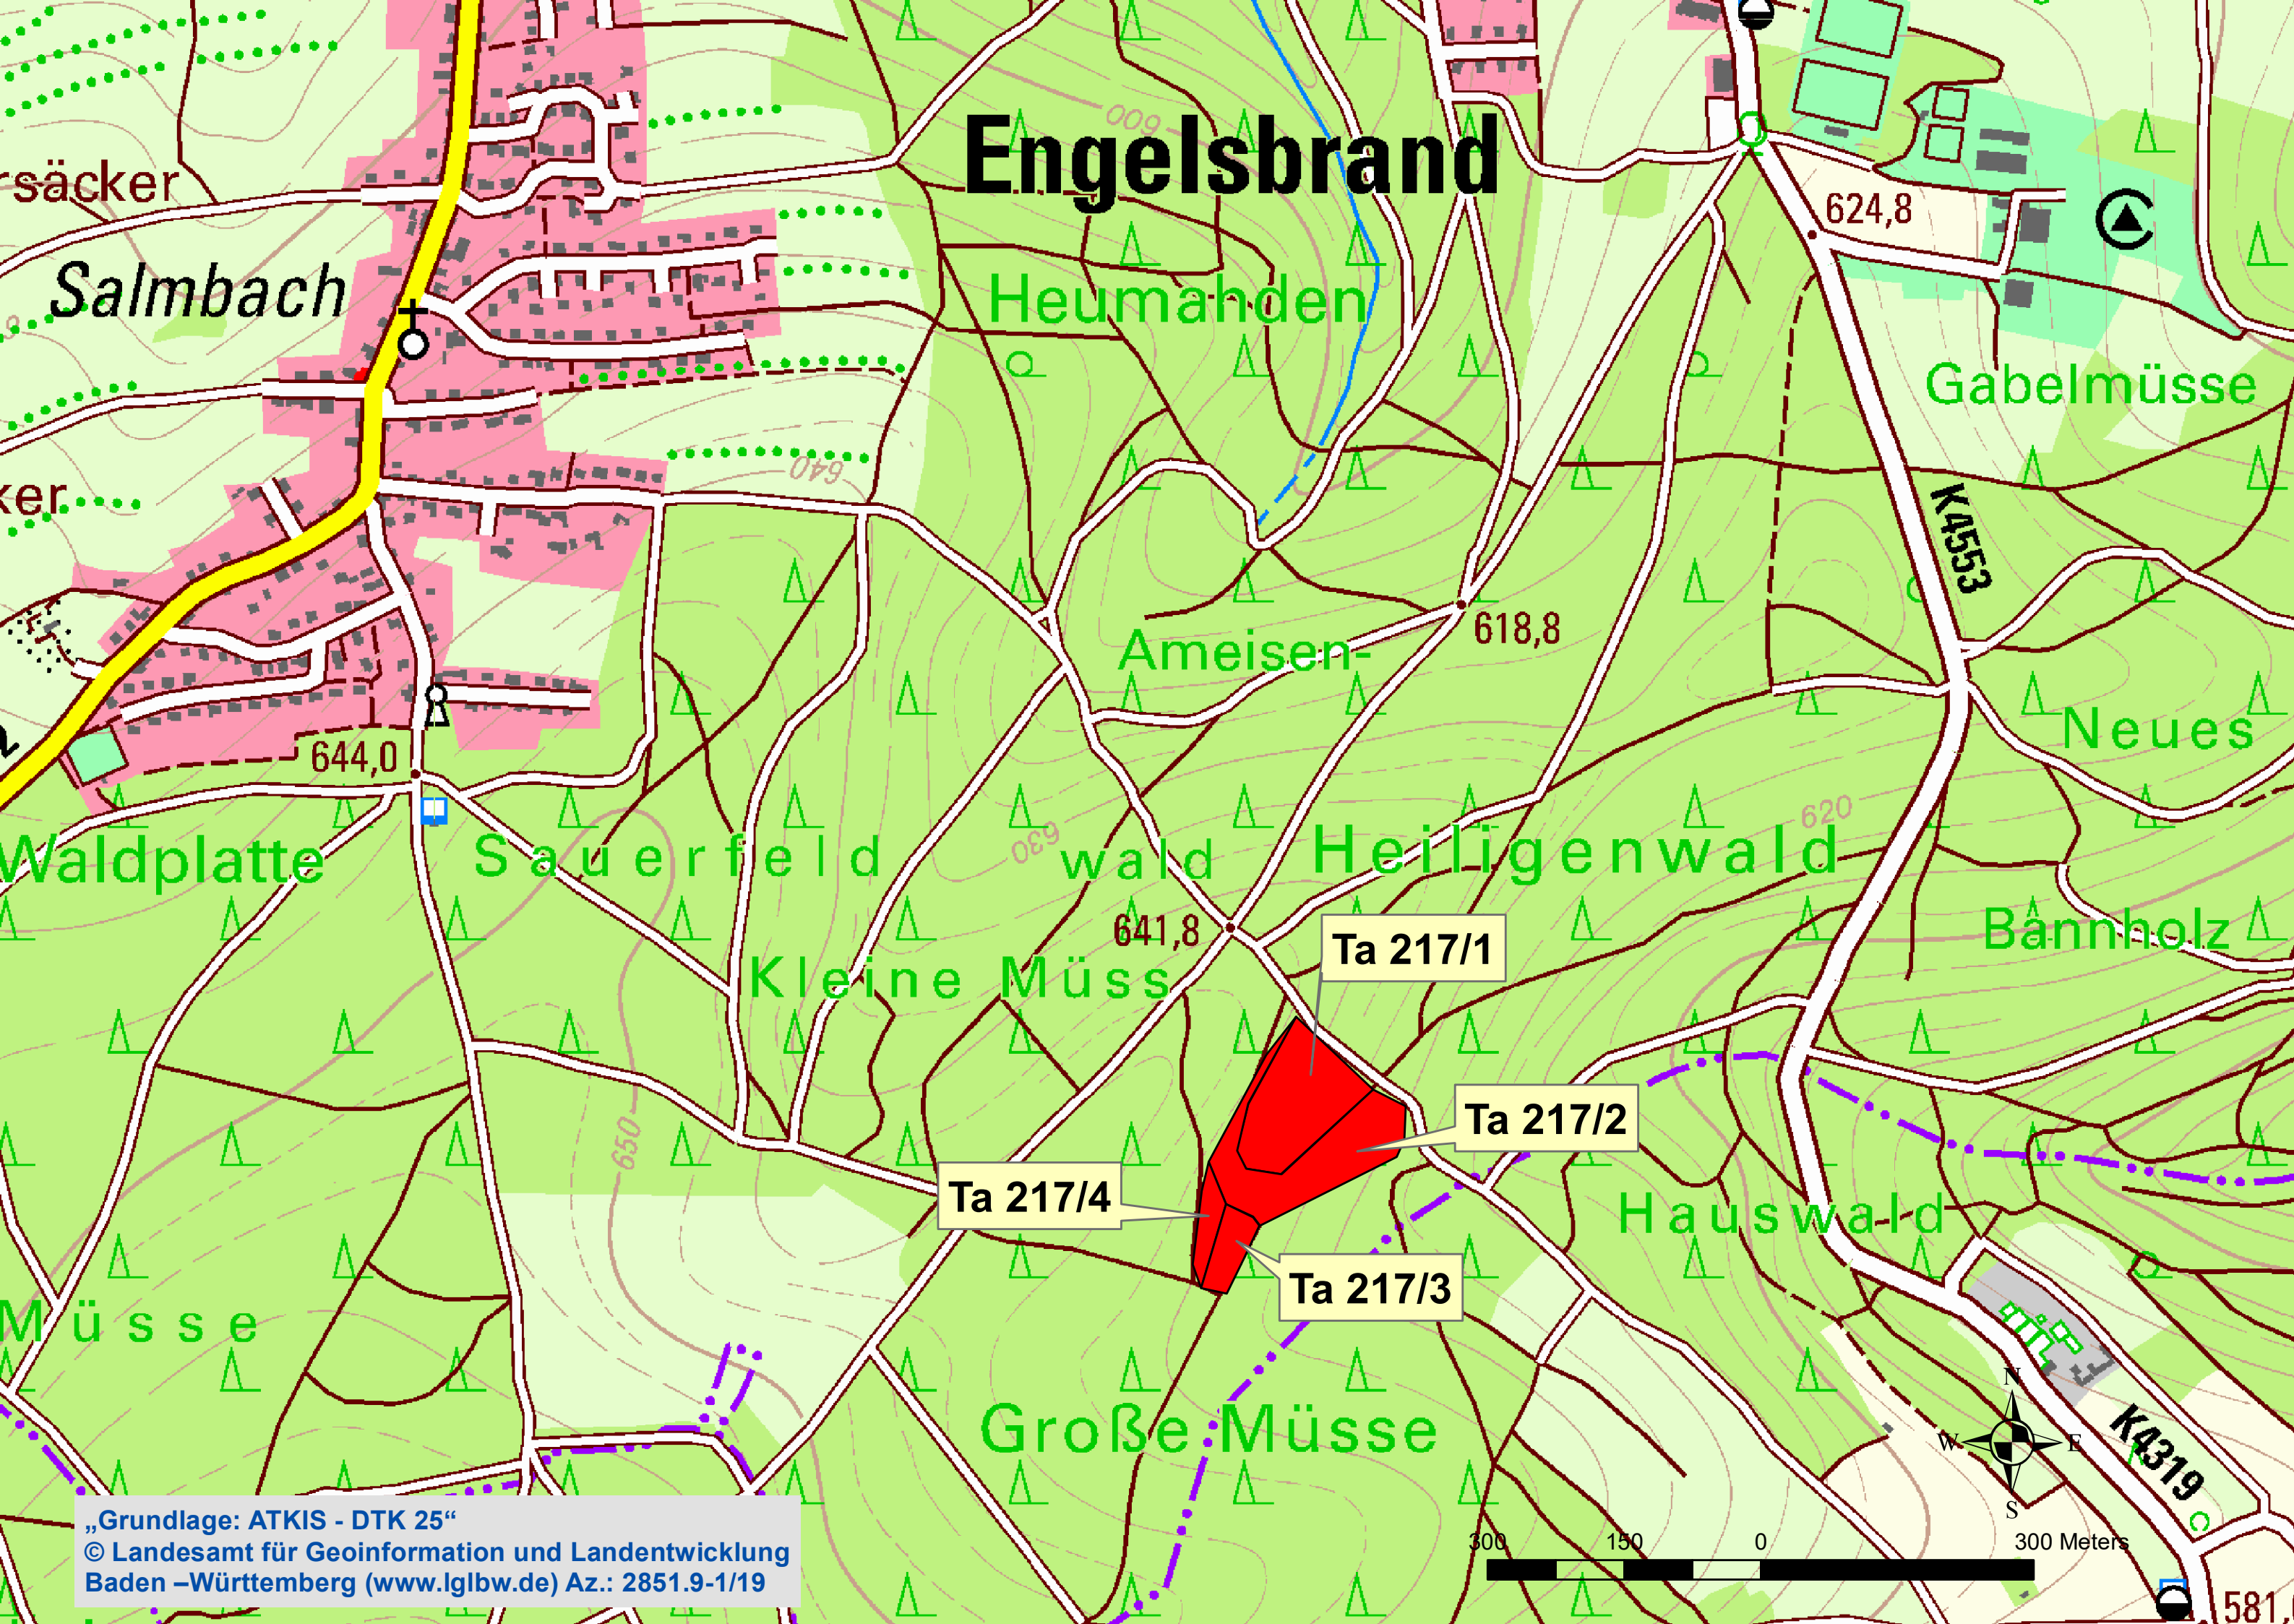 600
Engelsbrand
rsäcker
624,8
Salmbach
Heumahden
Gabelmüsse
640
ker
K4553
618,8
Ameisen-
Neues
644,0
620
630
Waldplatte
Sauerfeld
wald
Heiligenwald
641,8
Ta 217/1
Bannholz
Kleine Müss
Ta 217/2
650
Ta 217/4
Hauswald
Ta 217/3
Müsse
Große Müsse
N
W
E
S
K4319
„Grundlage: ATKIS - DTK 25“
© Landesamt für Geoinformation und Landentwicklung
Baden –Württemberg (www.lglbw.de) Az.: 2851.9-1/19
300 150 0 300 Meters
581,